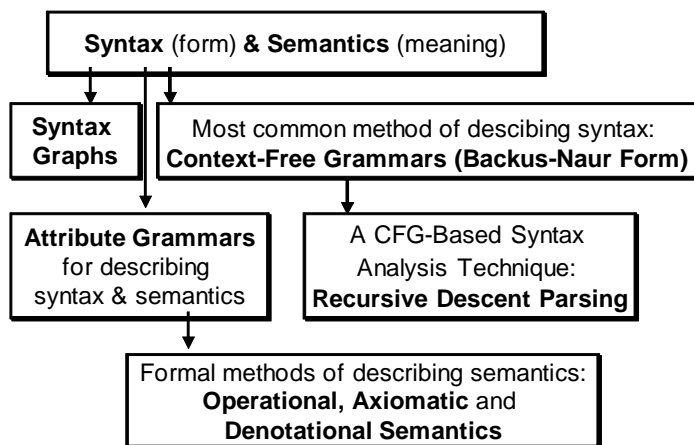 Syntax (form) & Semantics (meaning)
Syntax
Graphs
Most common method of descibing syntax:
Context-Free Grammars (Backus-Naur Form)
Attribute Grammars
for describing
syntax & semantics
A CFG-Based Syntax
Analysis Technique:
Recursive Descent Parsing
Formal methods of describing semantics:
Operational, Axiomatic and
Denotational Semantics